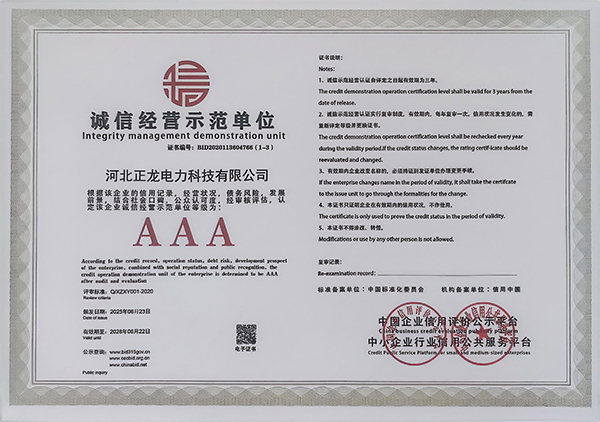 诚信经营示范单位
Integrity management demonstration unit
证书编号: BID2020113604766 (1-3)
河北正龙电力科技有限公司
根据该企业的信用记录，经营状况，债务风险，发展
前景，结合社会口碑，公众认可度，经审核评估，认
定该企业诚信经营示范单位等级为：
AAA
According to the credit record, operation status, debt risk, development prospect
of the enterprise, combined with social reputation and public recognition, the
credit operation demonstration unit of the enterprise is determined to be AAA
after audit and evaluation
评审标准: Q/XZXY001-2020
Review criteria
颁发日期: 2025年06月23日
Date of issue
有效期至: 2028年06月22日
Valid until
公示查询: www.bid315gov.cn
www.cecbid.org.cn
www.chinabid.net
Public inquiry
电子证书
证书说明：
Notes:
1、诚信示范经营认证自评定之日起有效期为三年。
The credit demonstration operation certification level shall be valid for 3 years from the
date of release.
2、诚信示范经营认证实行复审制度，有效期内，每年复审一次，信用状况发生变化的，需
重新评定等级并更换证书。
The credit demonstration operation certification level shall be rechecked every year
during the validity period.If the credit status changes, the rating certif-icate should be
reevaluated and changed.
3、有效期内企业改变名称的，必须持证到发证单位办理变更手续。
If the enterprise changes name in the period of validity, it shall take the certifcate
to the issue unit to go through the formalities for the change.
4、本证书只证明企业在有效期内的信用状况，不作他用。
The certificate is only used to prove the credit status in the period of validity.
5、本证书不得涂改、转借。
Modifications or use by any other person is not allowed.
复审记录：
Re-examination record:
标准备案单位：中国标准化委员会 机构备案单位：信用中国
中国企业信用评价公示平台
China business credit evaluation publicity platform
中小企业行业信用公共服务平台
Credit Public Service Platform for small and medium-sized enterprises